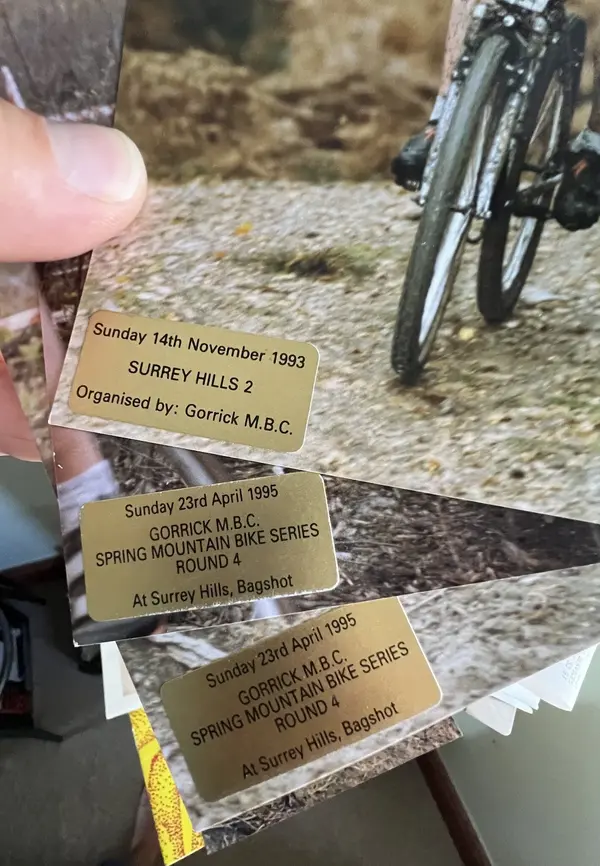 Sunday 14th November 1993
SURREY HILLS 2
Organised by: Gorrick M.B.C.
Sunday 23rd April 1995
GORRICK M.B.C.
SPRING MOUNTAIN BIKE SERIES
ROUND 4
At Surrey Hills, Bagshot
Sunday 23rd April 1995
GORRICK M.B.C.
SPRING MOUNTAIN BIKE SERIES
ROUND 4
At Surrey Hills, Bagshot